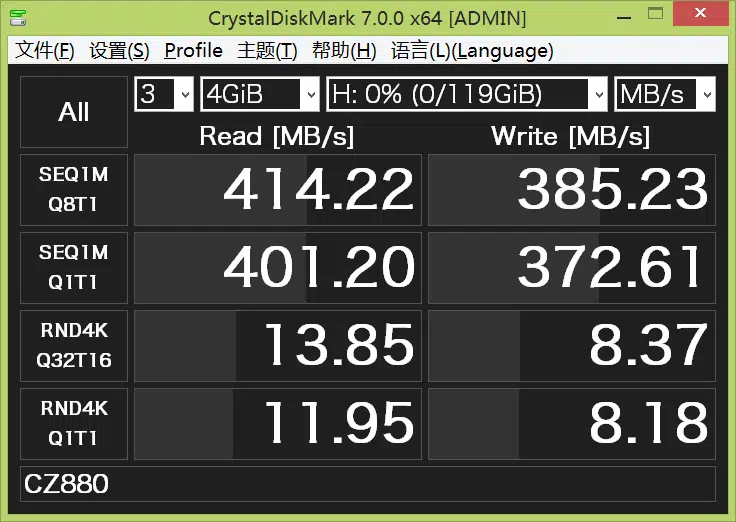 CrystalDiskMark 7.0.0 x64 [ADMIN]
文件(F) 设置(S) Profile 主题(T) 帮助(H) 语言(L)(Language)
All 3 4GiB H: 0% (0/119GiB) MB/s
Read [MB/s] Write [MB/s]
SEQ1M
Q8T1 414.22 385.23
SEQ1M
Q1T1 401.20 372.61
RND4K
Q32T16 13.85 8.37
RND4K
Q1T1 11.95 8.18
CZ880